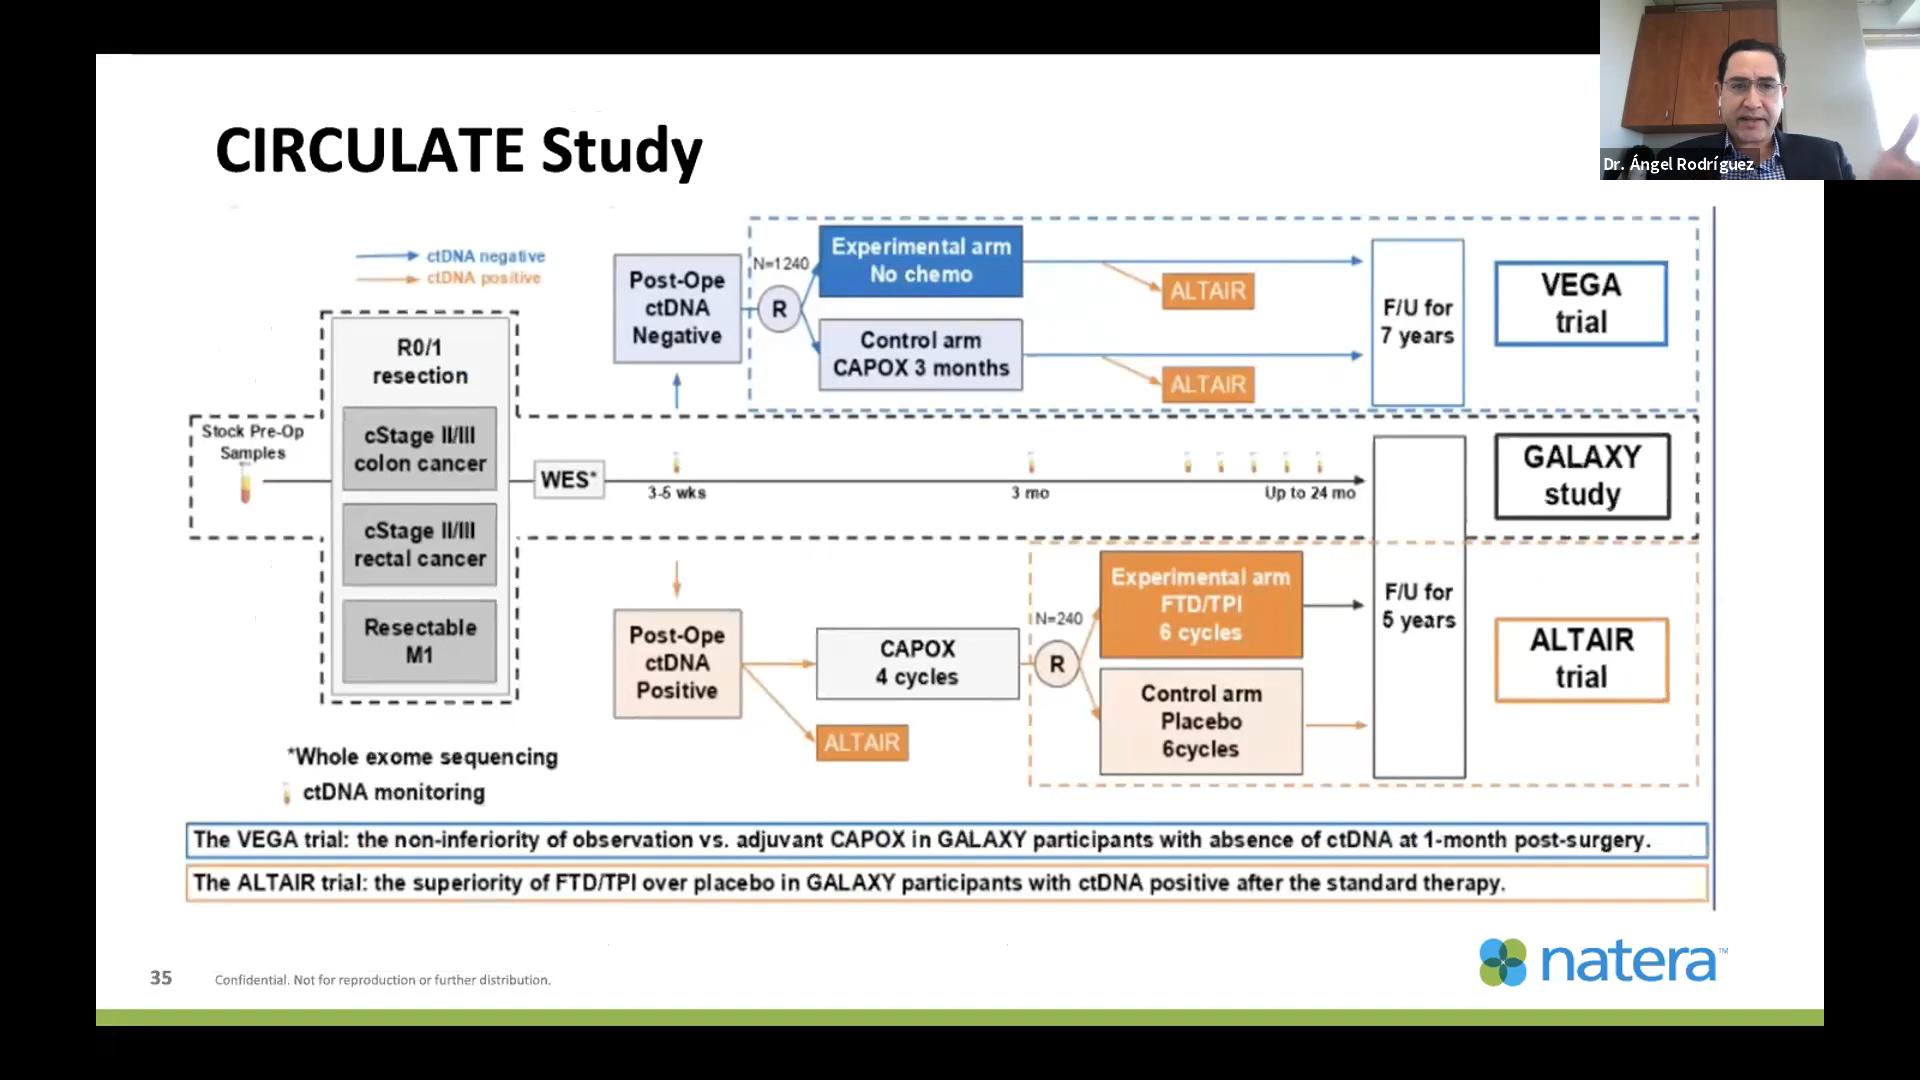 Dr. Ángel Rodríguez
CIRCULATE Study
ctDNA negative
ctDNA positive
Stock Pre-Op
Samples
R0/1
resection
cStage II/III
colon cancer
cStage II/III
rectal cancer
Resectable
M1
WES*
Post-Ope
ctDNA
Negative
N=1240
R
Experimental arm
No chemo
Control arm
CAPOX 3 months
ALTAIR
ALTAIR
F/U for
7 years
VEGA
trial
3-5 wks
3 mo
Up to 24 mo
GALAXY
study
Post-Ope
ctDNA
Positive
CAPOX
4 cycles
ALTAIR
N=240
R
Experimental arm
FTD/TPI
6 cycles
Control arm
Placebo
6cycles
F/U for
5 years
ALTAIR
trial
*Whole exome sequencing
ctDNA monitoring
The VEGA trial: the non-inferiority of observation vs. adjuvant CAPOX in GALAXY participants with absence of ctDNA at 1-month post-surgery.
The ALTAIR trial: the superiority of FTD/TPI over placebo in GALAXY participants with ctDNA positive after the standard therapy.
35
Confidential. Not for reproduction or further distribution.
natera™